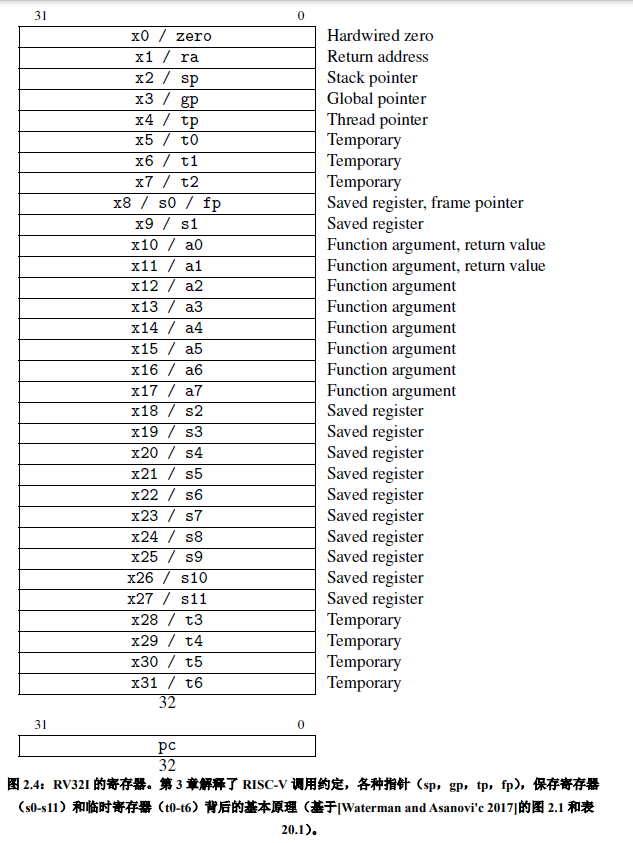 31 0
x0 / zero Hardwired zero
x1 / ra Return address
x2 / sp Stack pointer
x3 / gp Global pointer
x4 / tp Thread pointer
x5 / t0 Temporary
x6 / t1 Temporary
x7 / t2 Temporary
x8 / s0 / fp Saved register, frame pointer
x9 / s1 Saved register
x10 / a0 Function argument, return value
x11 / a1 Function argument, return value
x12 / a2 Function argument
x13 / a3 Function argument
x14 / a4 Function argument
x15 / a5 Function argument
x16 / a6 Function argument
x17 / a7 Function argument
x18 / s2 Saved register
x19 / s3 Saved register
x20 / s4 Saved register
x21 / s5 Saved register
x22 / s6 Saved register
x23 / s7 Saved register
x24 / s8 Saved register
x25 / s9 Saved register
x26 / s10 Saved register
x27 / s11 Saved register
x28 / t3 Temporary
x29 / t4 Temporary
x30 / t5 Temporary
x31 / t6 Temporary
32
31 0
pc
32
图 2.4：RV32I 的寄存器。第 3 章解释了 RISC-V 调用约定，各种指针（sp，gp，tp，fp），保存寄存器
（s0-s11）和临时寄存器（t0-t6）背后的基本原理（基于[Waterman and Asanovi'c 2017]的图 2.1 和表
20.1）。